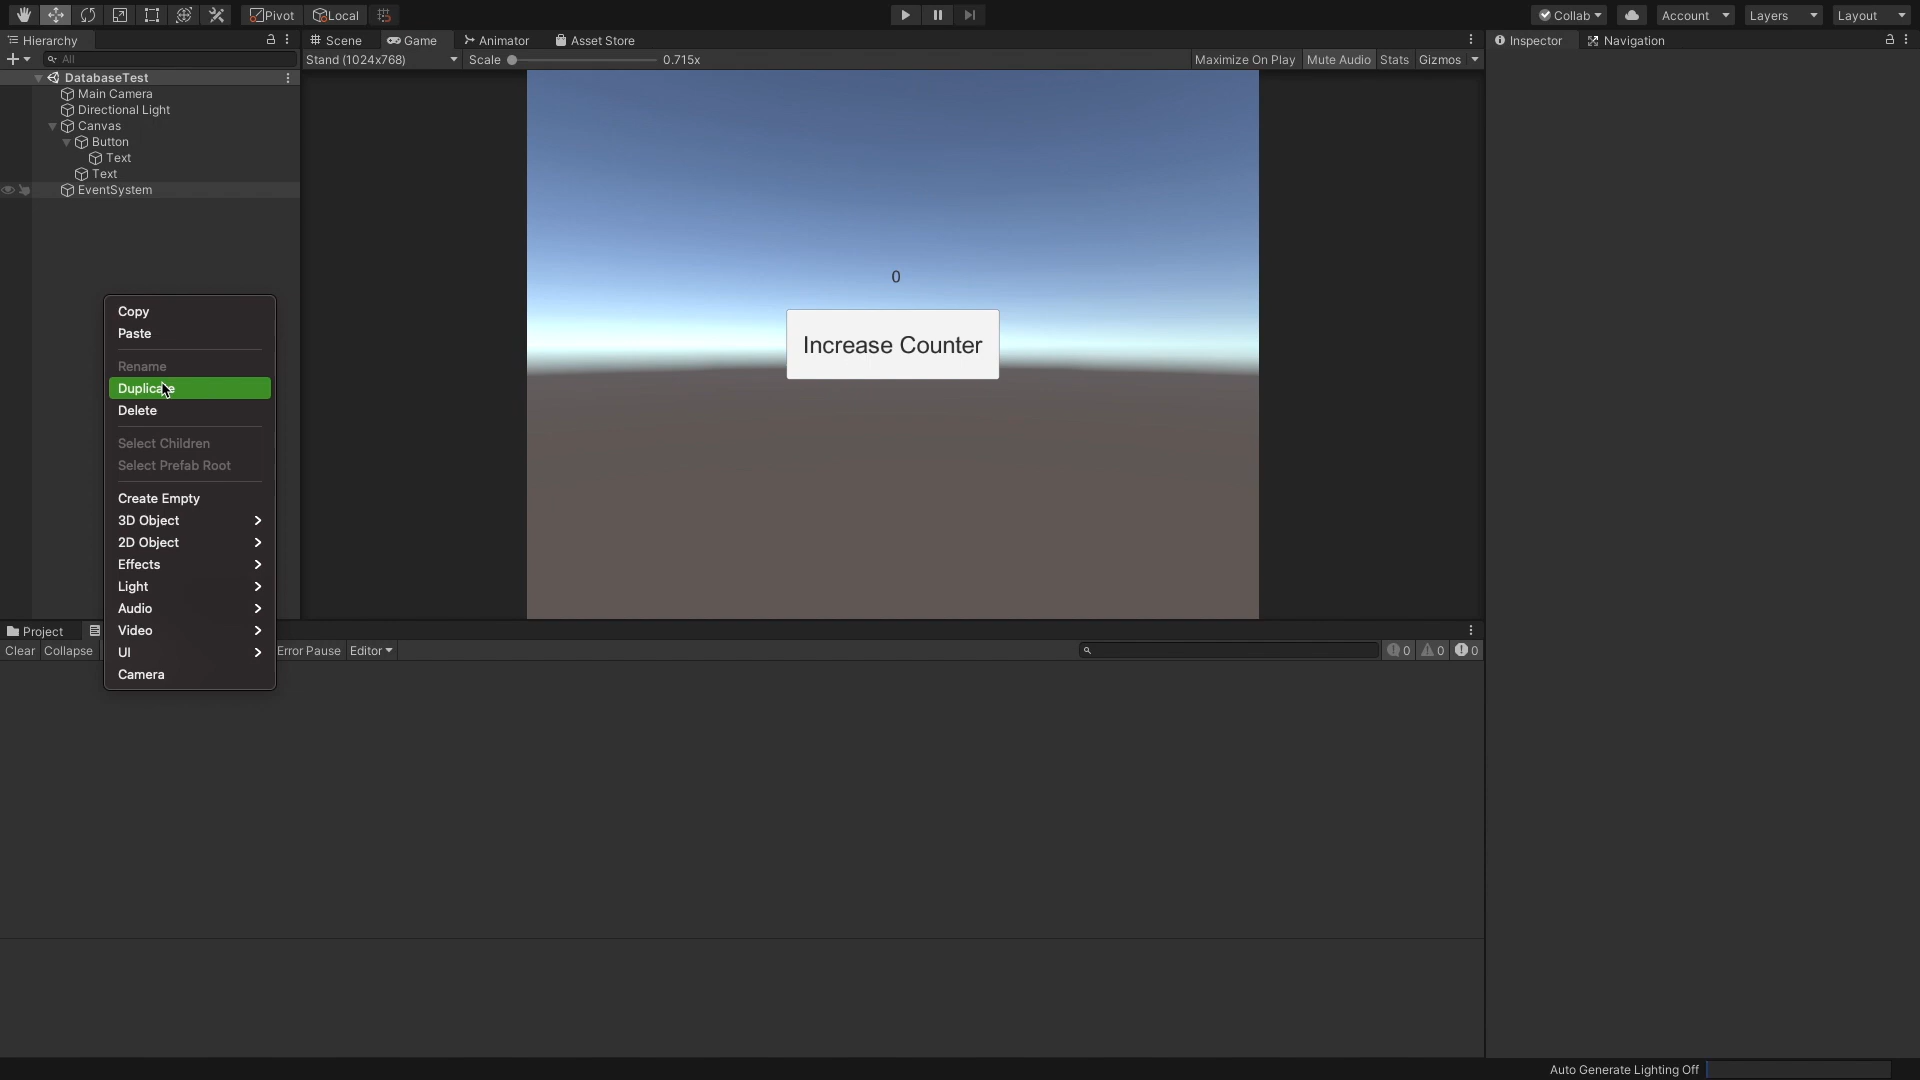 Pivot Local Collab Account Layers Layout
Hierarchy Scene Game Animator Asset Store Inspector Navigation
All Stand (1024x768) Scale 0.715x Maximize On Play Mute Audio Stats Gizmos
DatabaseTest
Main Camera
Directional Light
Canvas
Button
Text
Text
EventSystem
0
Increase Counter
Copy
Paste
Rename
Duplicate
Delete
Select Children
Select Prefab Root
Create Empty
3D Object
2D Object
Effects
Light
Audio
Video
UI
Camera
Project
Clear Collapse Error Pause Editor 0 0 0
Auto Generate Lighting Off